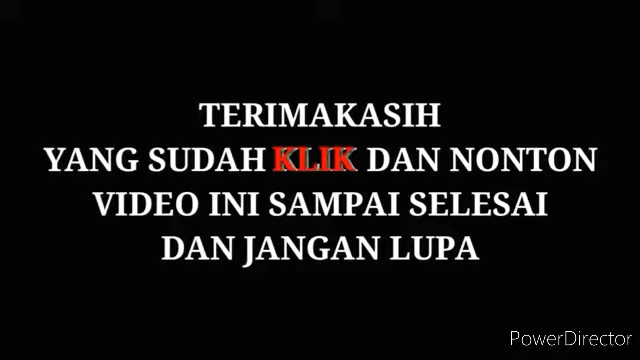 TERIMAKASIH
YANG SUDAH KLIK DAN NONTON
VIDEO INI SAMPAI SELESAI
DAN JANGAN LUPA
PowerDirector